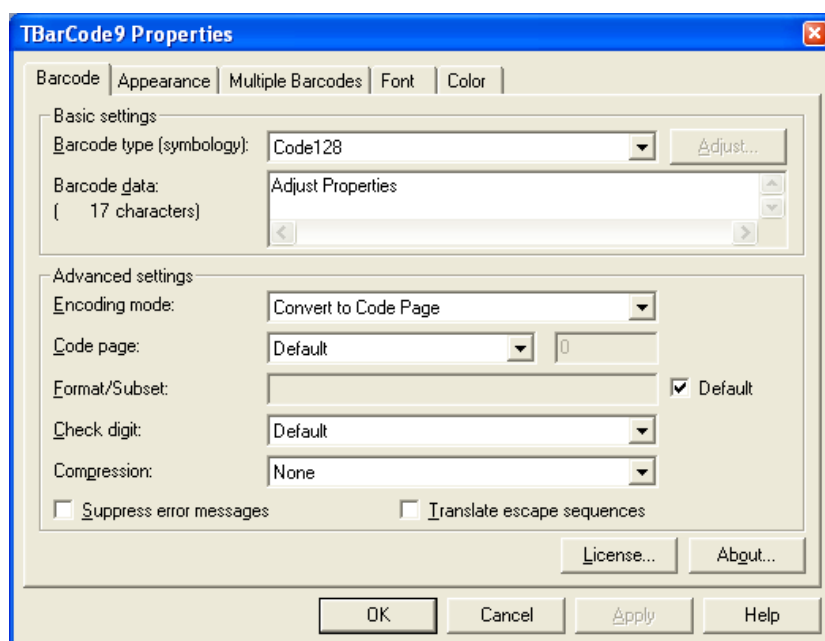 TBarCode9 Properties
Barcode Appearance Multiple Barcodes Font Color
Basic settings
Barcode type (symbology): Code128 Adjust...
Barcode data: Adjust Properties
( 17 characters)
Advanced settings
Encoding mode: Convert to Code Page
Code page: Default 0
Format/Subset: Default
Check digit: Default
Compression: None
Suppress error messages Translate escape sequences
License... About...
OK Cancel Apply Help